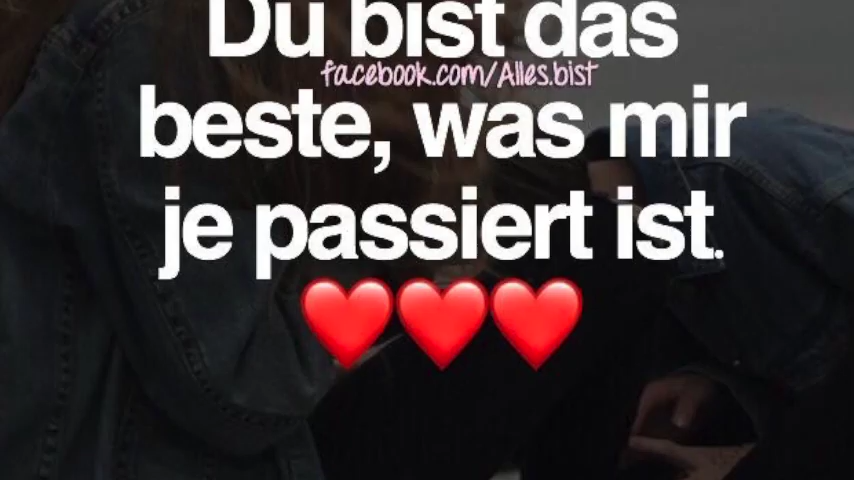 Du bist das
facebook.com/Alles.bist
beste, was mir
je passiert ist.
❤️❤️❤️